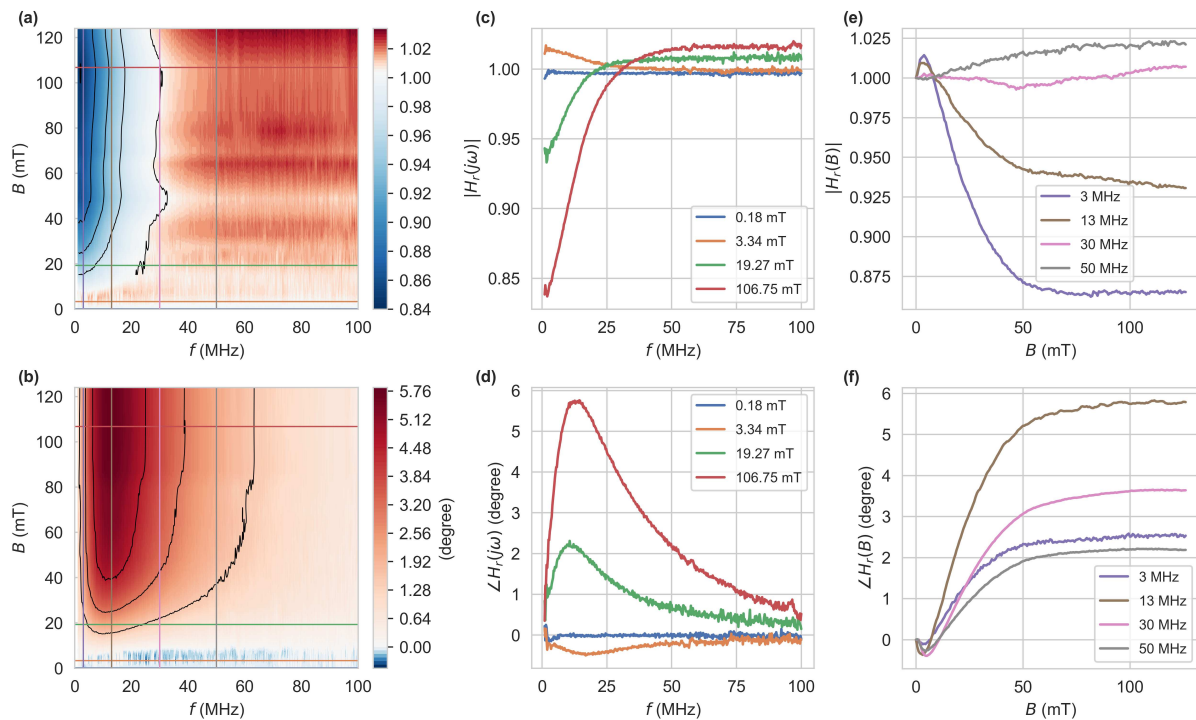 (a)
120
100
80
60
40
20
0
B (mT)
0
20
40
60
80
100
f (MHz)
1.02
1.00
0.98
0.96
0.94
0.92
0.90
0.88
0.86
0.84
(c)
1.00
0.95
0.90
0.85
|Hr(jω)|
0
25
50
75
100
f (MHz)
0.18 mT
3.34 mT
19.27 mT
106.75 mT
(e)
1.025
1.000
0.975
0.950
0.925
0.900
0.875
|Hr(B)|
0
50
100
B (mT)
3 MHz
13 MHz
30 MHz
50 MHz
(b)
120
100
80
60
40
20
0
B (mT)
0
20
40
60
80
100
f (MHz)
5.76
5.12
4.48
3.84
3.20
2.56
1.92
1.28
0.64
0.00
(degree)
(d)
6
5
4
3
2
1
0
∠Hr(jω) (degree)
0
25
50
75
100
f (MHz)
0.18 mT
3.34 mT
19.27 mT
106.75 mT
(f)
6
5
4
3
2
1
0
∠Hr(B) (degree)
0
50
100
B (mT)
3 MHz
13 MHz
30 MHz
50 MHz